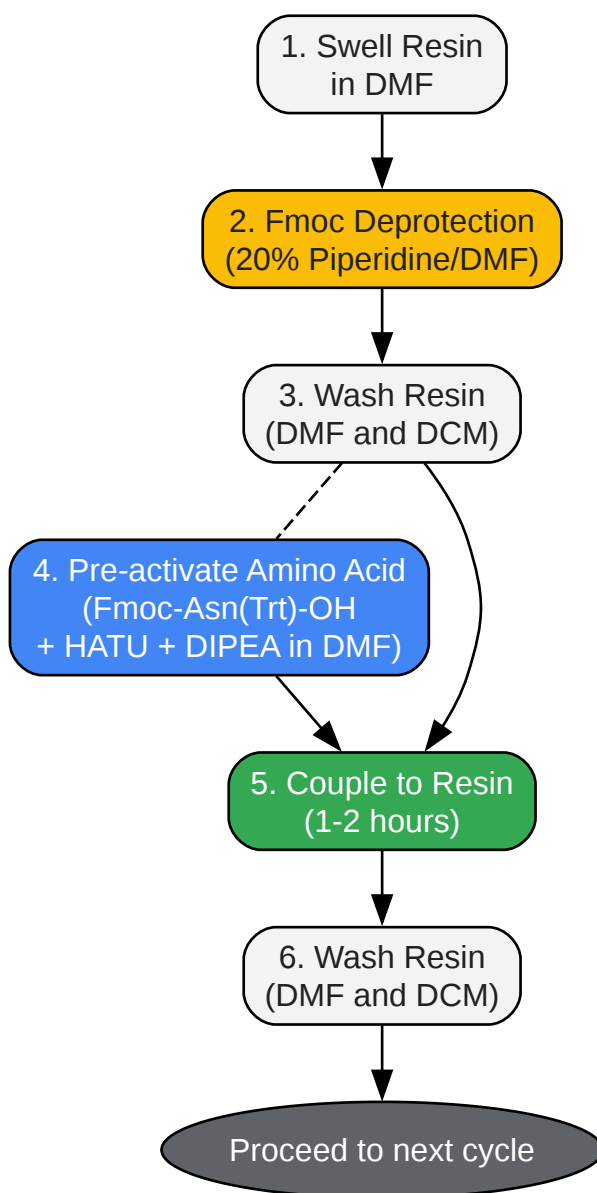 1. Swell Resin
in DMF
2. Fmoc Deprotection
(20% Piperidine/DMF)
3. Wash Resin
(DMF and DCM)
4. Pre-activate Amino Acid
(Fmoc-Asn(Trt)-OH
+ HATU + DIPEA in DMF)
5. Couple to Resin
(1-2 hours)
6. Wash Resin
(DMF and DCM)
Proceed to next cycle